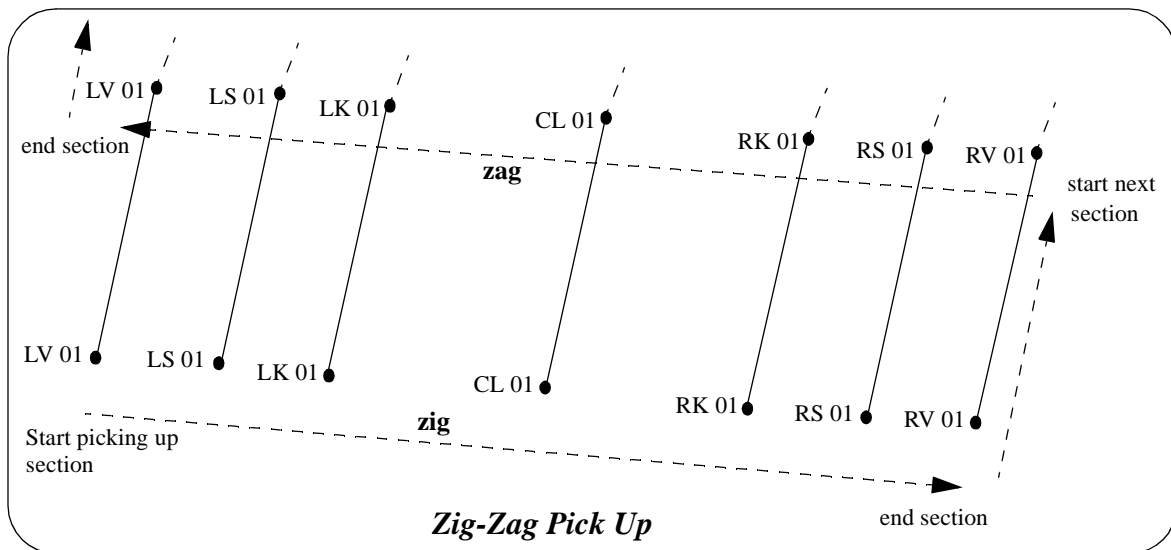 LV 01 LS 01 LK 01 CL 01 RK 01 RS 01 RV 01
end section
zag
start next
section
LV 01 LS 01 LK 01 CL 01 RK 01 RS 01 RV 01
Start picking up
section
zig
end section
Zig-Zag Pick Up